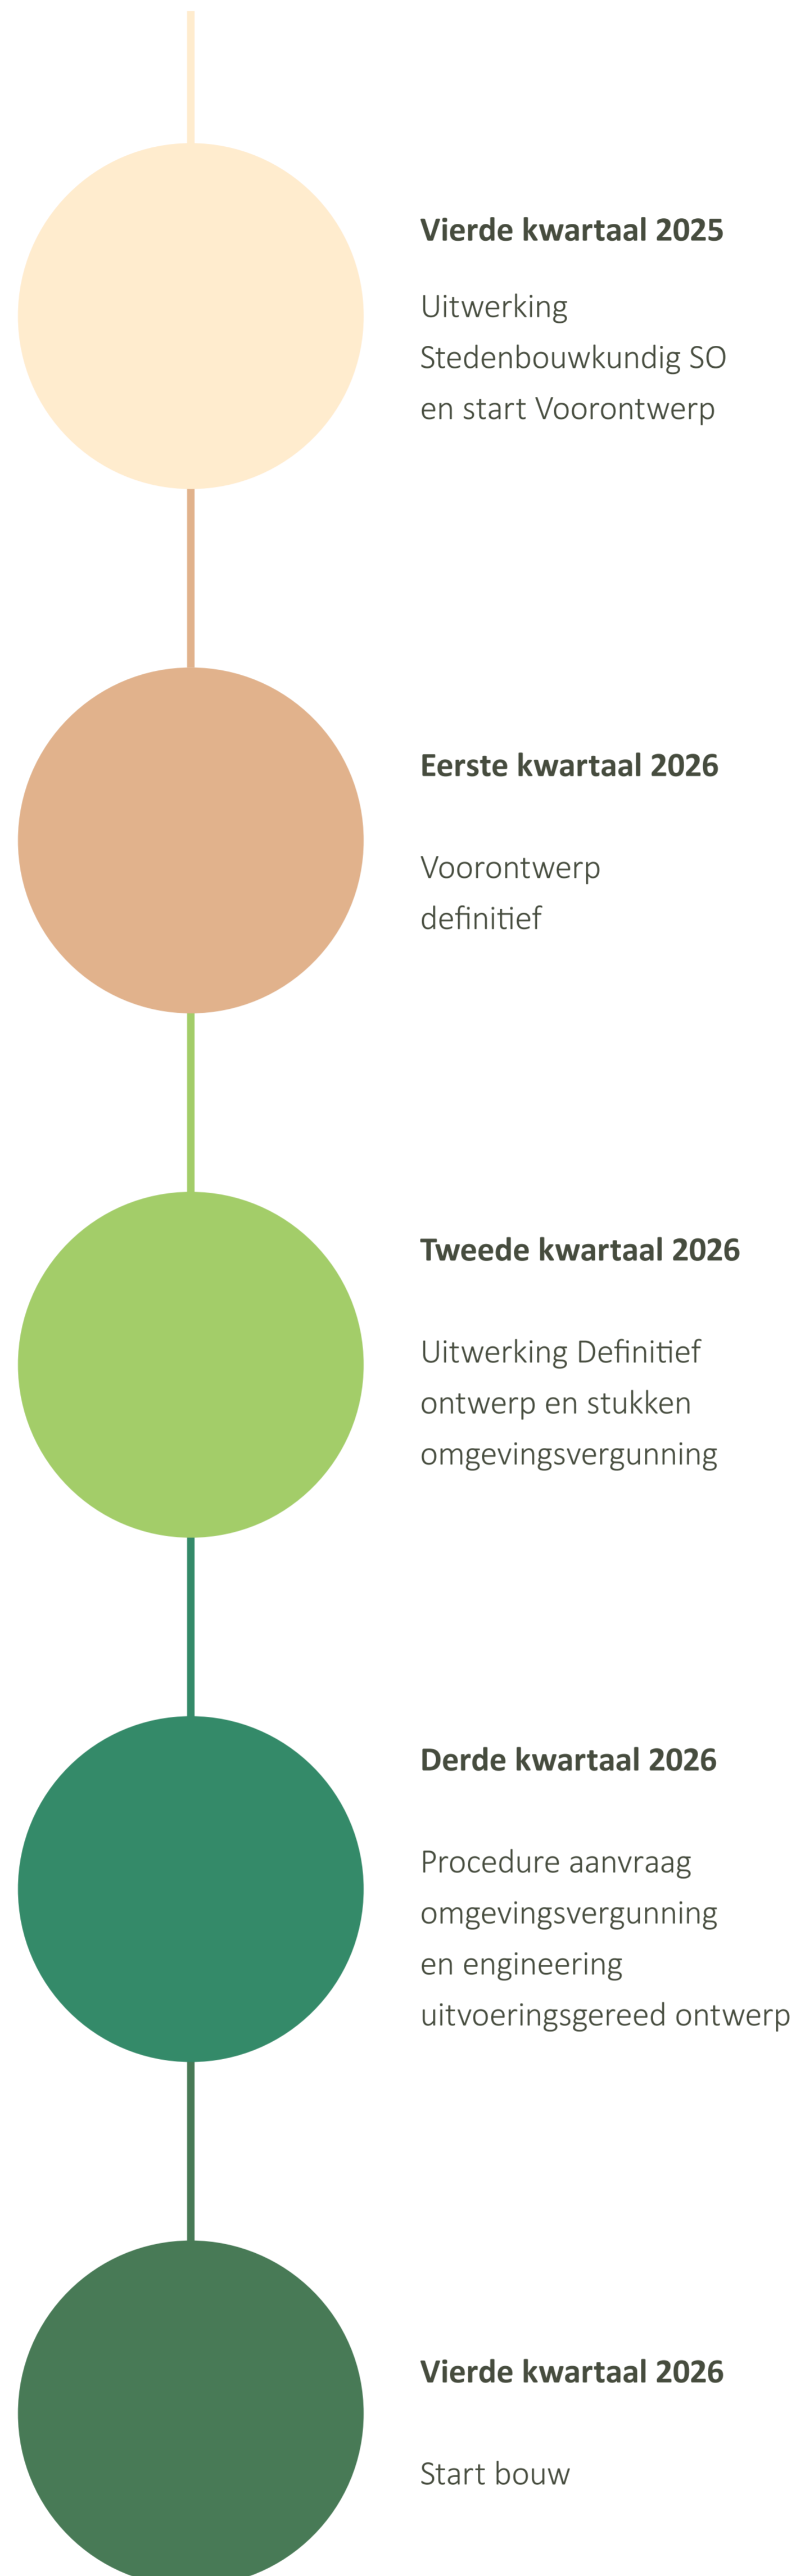 Vierde kwartaal 2025
Uitwerking
Stedenbouwkundig SO
en start Voorontwerp
Eerste kwartaal 2026
Voorontwerp
definitief
Tweede kwartaal 2026
Uitwerking Definitief
ontwerp en stukken
omgevingsvergunning
Derde kwartaal 2026
Procedure aanvraag
omgevingsvergunning
en engineering
uitvoeringsgereed ontwerp
Vierde kwartaal 2026
Start bouw